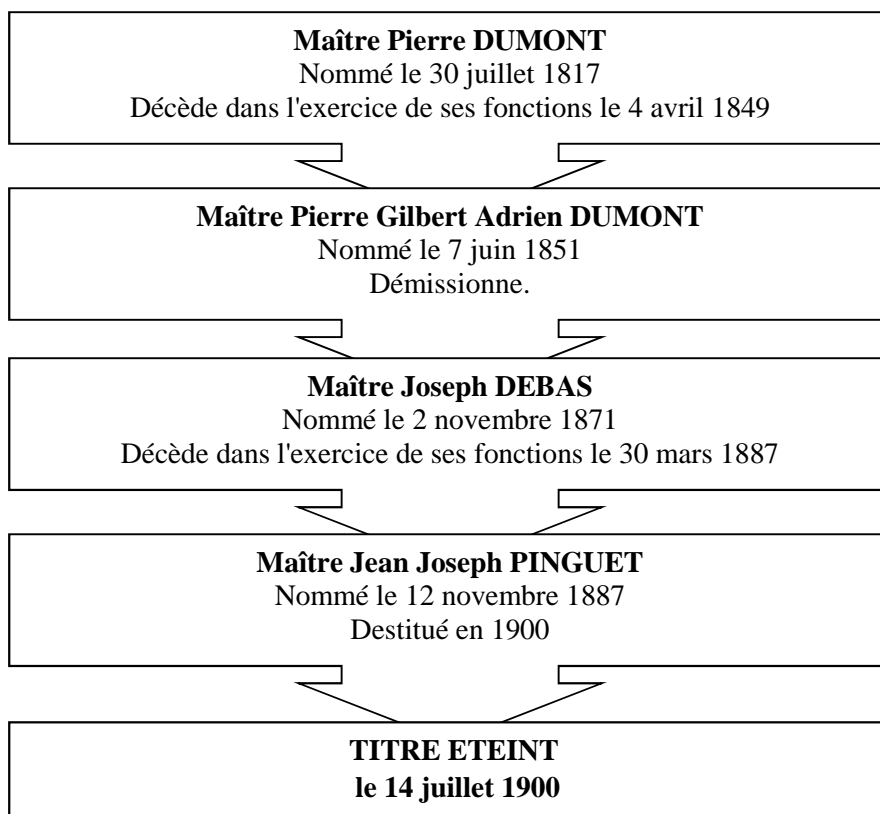 Maître Pierre DUMONT
Nommé le 30 juillet 1817
Décède dans l'exercice de ses fonctions le 4 avril 1849
Maître Pierre Gilbert Adrien DUMONT
Nommé le 7 juin 1851
Démissionne.
Maître Joseph DEBAS
Nommé le 2 novembre 1871
Décède dans l'exercice de ses fonctions le 30 mars 1887
Maître Jean Joseph PINGUET
Nommé le 12 novembre 1887
Destitué en 1900
TITRE ETEINT
le 14 juillet 1900